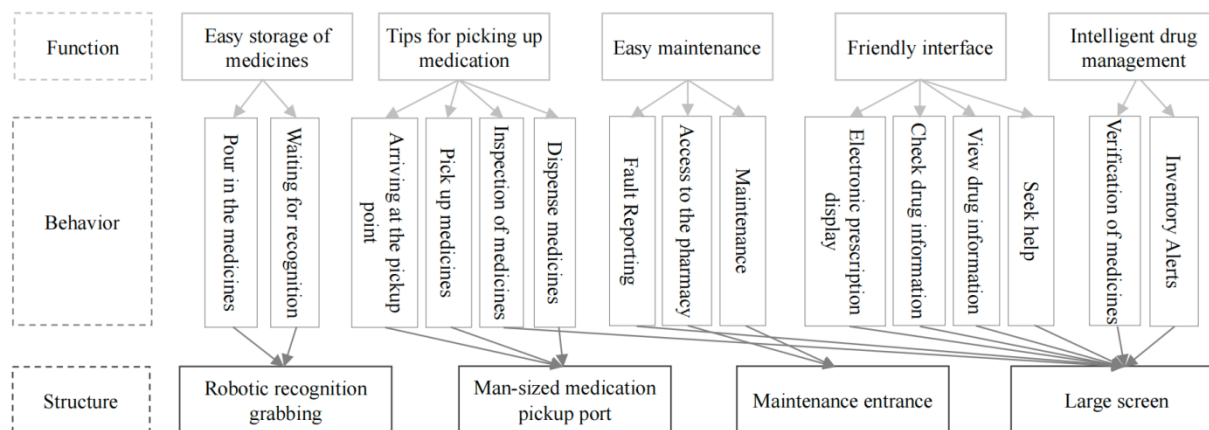 Function
Easy storage of
medicines
Tips for picking up
medication
Easy maintenance
Friendly interface
Intelligent drug
management
Behavior
Pour in the medicines
Waiting for recognition
Arriving at the pickup
point
Pick up medicines
Inspection of medicines
Dispense medicines
Fault Reporting
Access to the pharmacy
Maintenance
Electronic prescription
display
Check drug information
View drug information
Seek help
Verification of medicines
Inventory Alerts
Structure
Robotic recognition
grabbing
Man-sized medication
pickup port
Maintenance entrance
Large screen